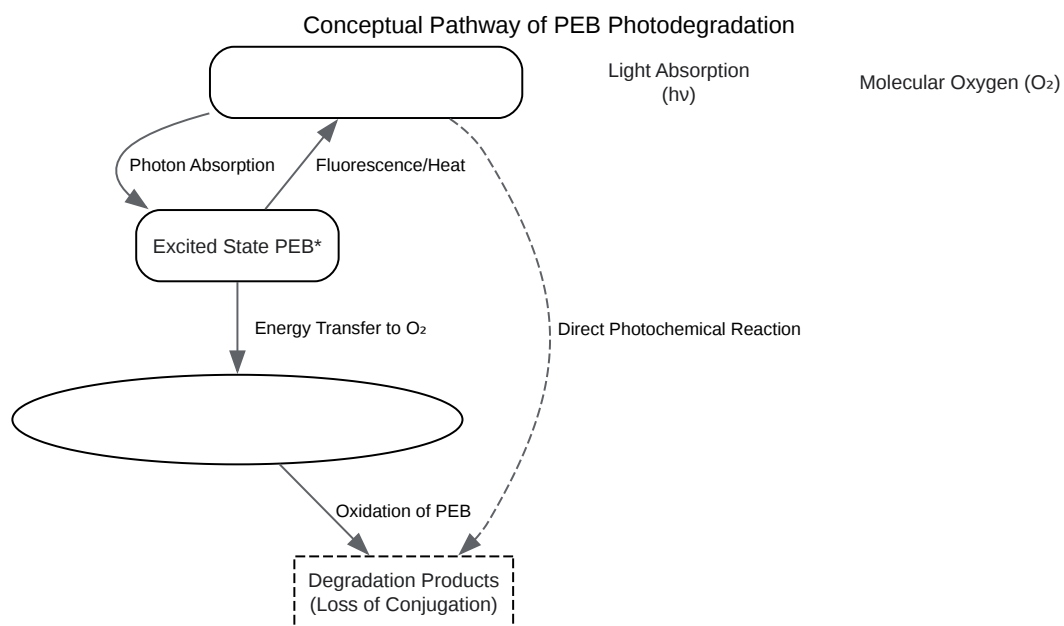 Conceptual Pathway of PEB Photodegradation
Light Absorption
(hν)
Molecular Oxygen (O₂)
Photon Absorption
Fluorescence/Heat
Excited State PEB*
Energy Transfer to O₂
Direct Photochemical Reaction
Oxidation of PEB
Degradation Products
(Loss of Conjugation)